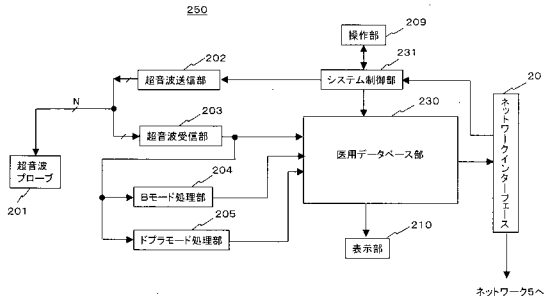 250
操作部
209
202
超音波送信部
231
システム制御部
20
N
203
超音波受信部
230
医用データベース部
ネットワークインターフェース
超音波
プローブ
201
204
Bモード処理部
205
ドプラモード処理部
210
表示部
ネットワーク5へ